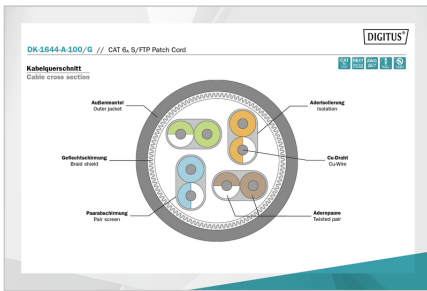 DIGITUS®
DK-1644-A-100/G // CAT 6A S/FTP Patch Cord
Kabelquerschnitt
Cable cross section
Außenmantel
Outer jacket
Aderisolierung
Isolation
Geflechtschirmung
Braid shield
Cu-Draht
Cu-Wire
Paarabschirmung
Pair screen
Adernpaare
Twisted pair